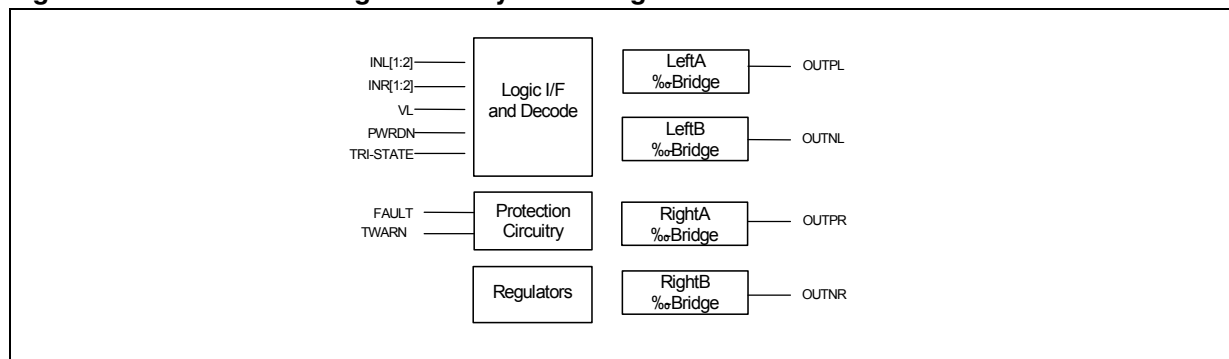 INL[1:2]
INR[1:2]
VL
PWRDN
TRI-STATE
Logic I/F
and Decode
FAULT
TWARN
Protection
Circuitry
Regulators
LeftA
Bridge
OUTPL
LeftB
Bridge
OUTNL
RightA
Bridge
OUTPR
RightB
Bridge
OUTNR